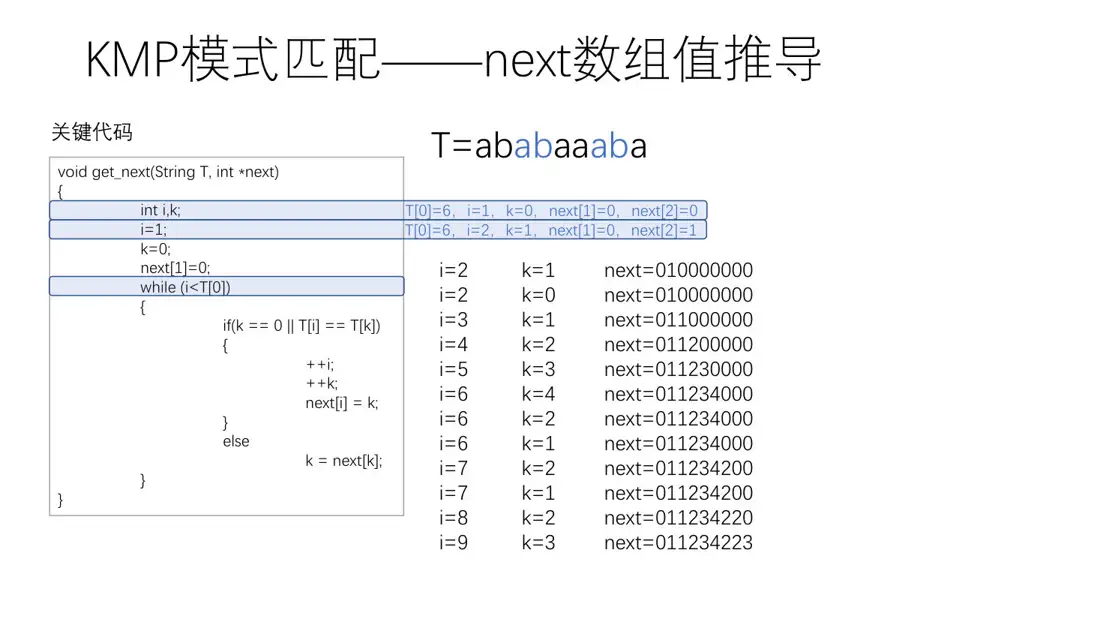 KMP模式匹配——next数组值推导
关键代码
T=ababaaaba
void get_next(String T, int *next)
{
int i,k;
T[0]=6, i=1, k=0, next[1]=0, next[2]=0
i=1;
T[0]=6, i=2, k=1, next[1]=0, next[2]=1
k=0;
next[1]=0;
while (i<T[0])
{
if(k == 0 || T[i] == T[k])
{
++i;
++k;
next[i] = k;
}
else
k = next[k];
}
}
i=2 k=1 next=010000000
i=2 k=0 next=010000000
i=3 k=1 next=011000000
i=4 k=2 next=011200000
i=5 k=3 next=011230000
i=6 k=4 next=011234000
i=6 k=2 next=011234000
i=6 k=1 next=011234000
i=7 k=2 next=011234200
i=7 k=1 next=011234200
i=8 k=2 next=011234220
i=9 k=3 next=011234223